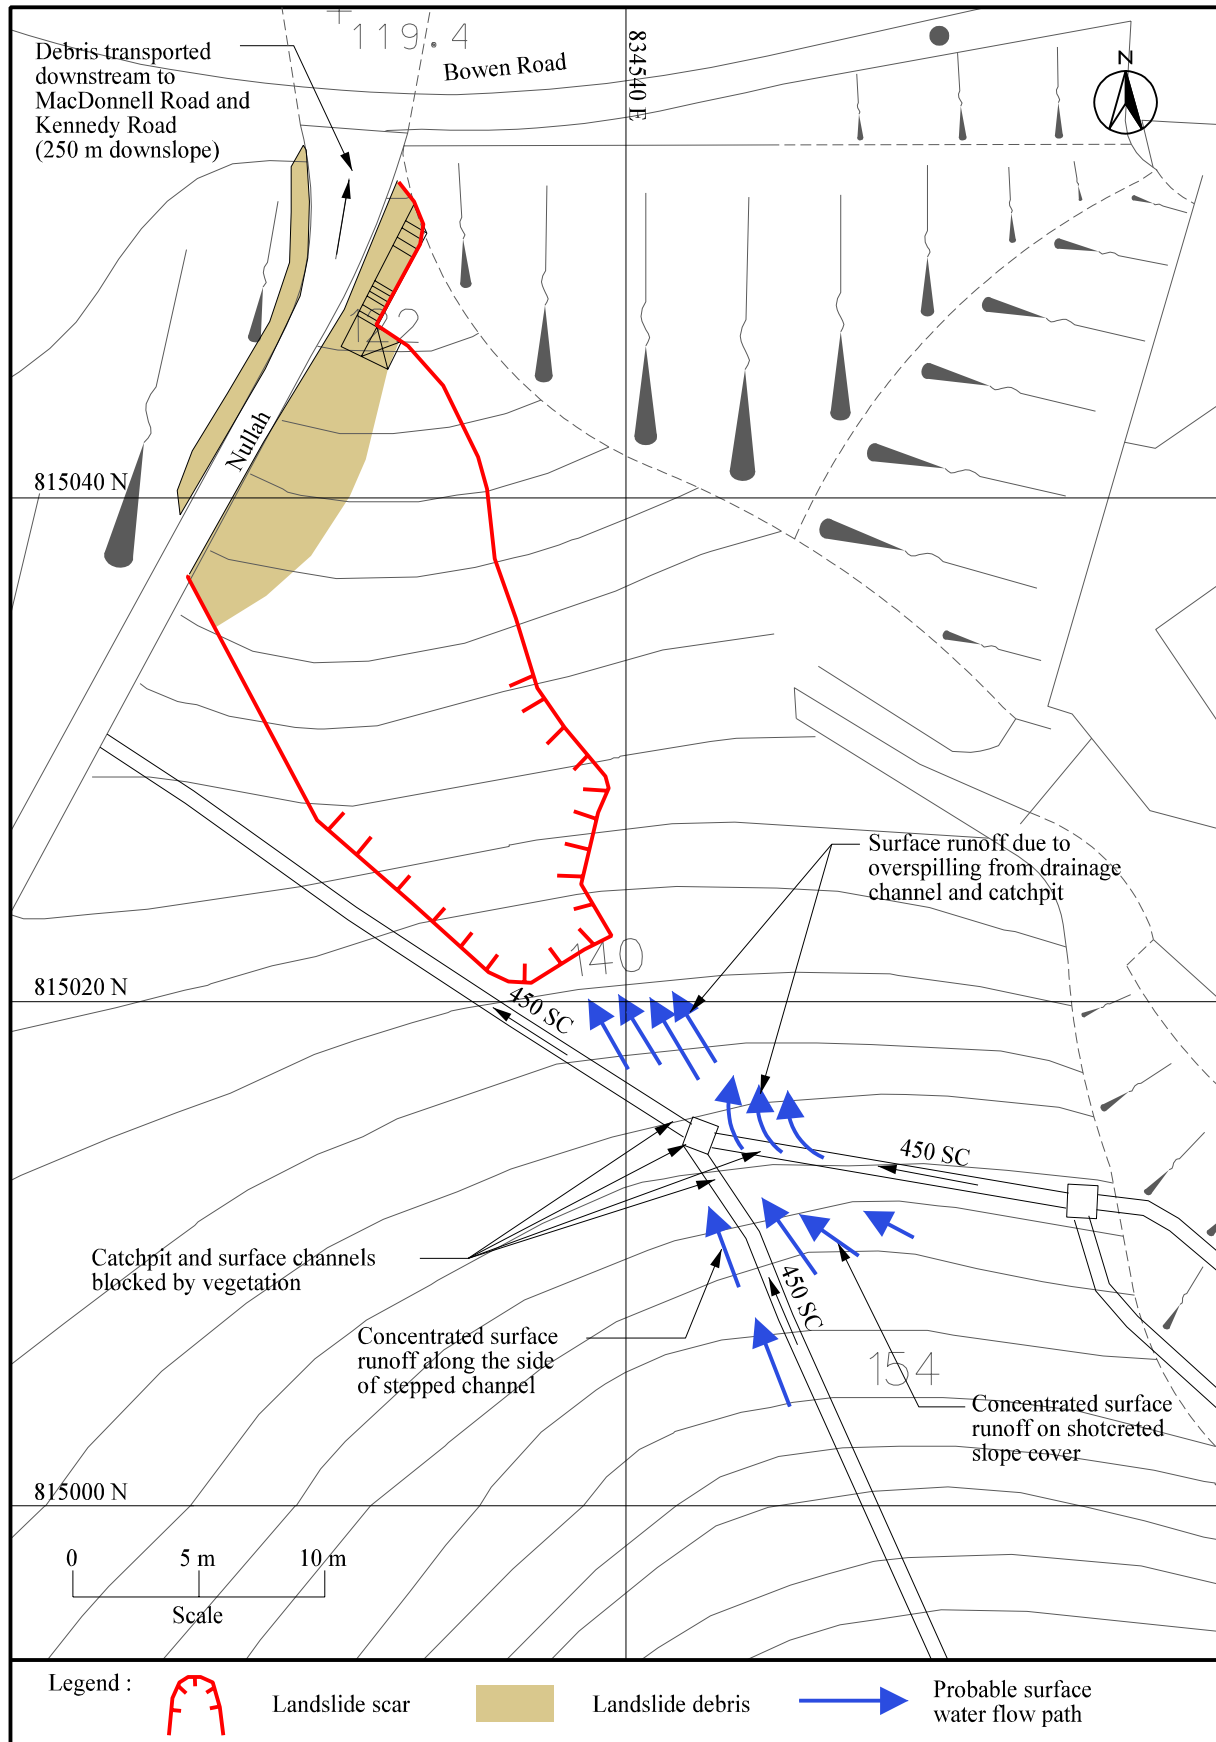 119.4
Debris transported
downstream to
MacDonnell Road and
Kennedy Road
(250 m downslope)
Bowen Road
834540 E
N
122
Nullah
815040 N
Surface runoff due to
overspilling from drainage
channel and catchpit
140
815020 N
450 SC
450 SC
Catchpit and surface channels
blocked by vegetation
450 SC
Concentrated surface
runoff along the side
of stepped channel
154
Concentrated surface
runoff on shotcreted
slope cover
815000 N
0 5 m 10 m
Scale
Legend :
Landslide scar
Landslide debris
Probable surface
water flow path